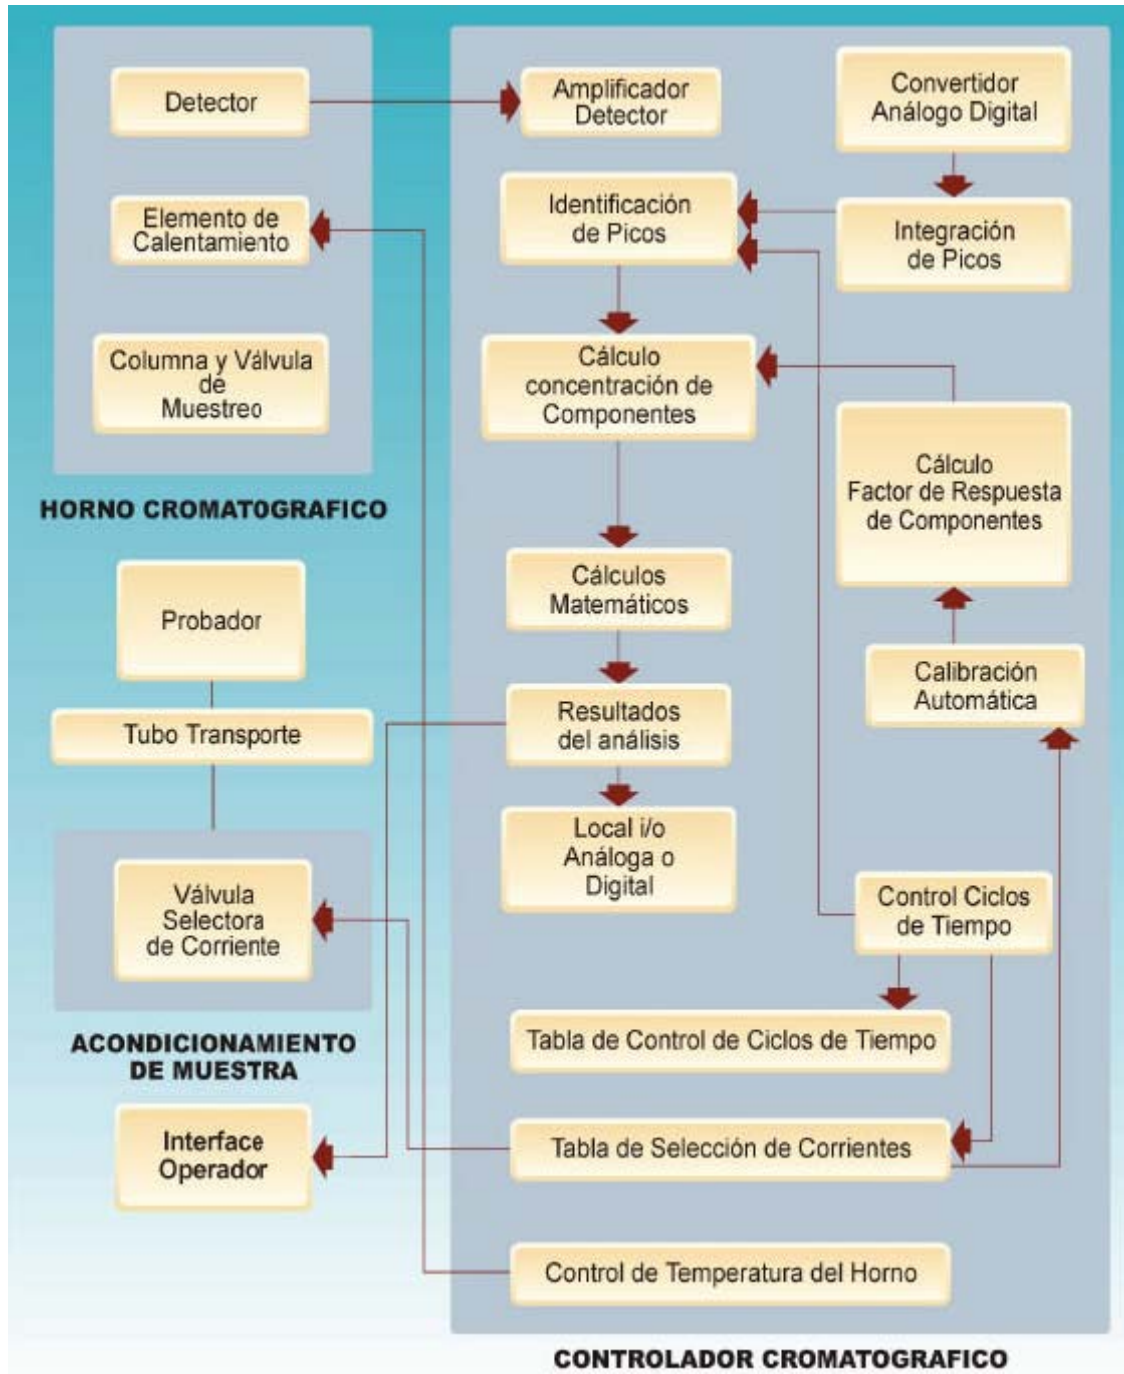 Detector
Elemento de
Calentamiento
Columna y Válvula
de
Muestreo
HORNO CROMATOGRAFICO
Probador
Tubo Transporte
Válvula
Selectora
de Corriente
ACONDICIONAMIENTO
DE MUESTRA
Interface
Operador
Amplificador
Detector
Convertidor
Análogo Digital
Identificación
de Picos
Integración
de Picos
Cálculo
concentración de
Componentes
Cálculo
Factor de Respuesta
de Componentes
Cálculos
Matemáticos
Calibración
Automática
Resultados
del análisis
Local i/o
Análoga o
Digital
Control Ciclos
de Tiempo
Tabla de Control de Ciclos de Tiempo
Tabla de Selección de Corrientes
Control de Temperatura del Horno
CONTROLADOR CROMATOGRAFICO